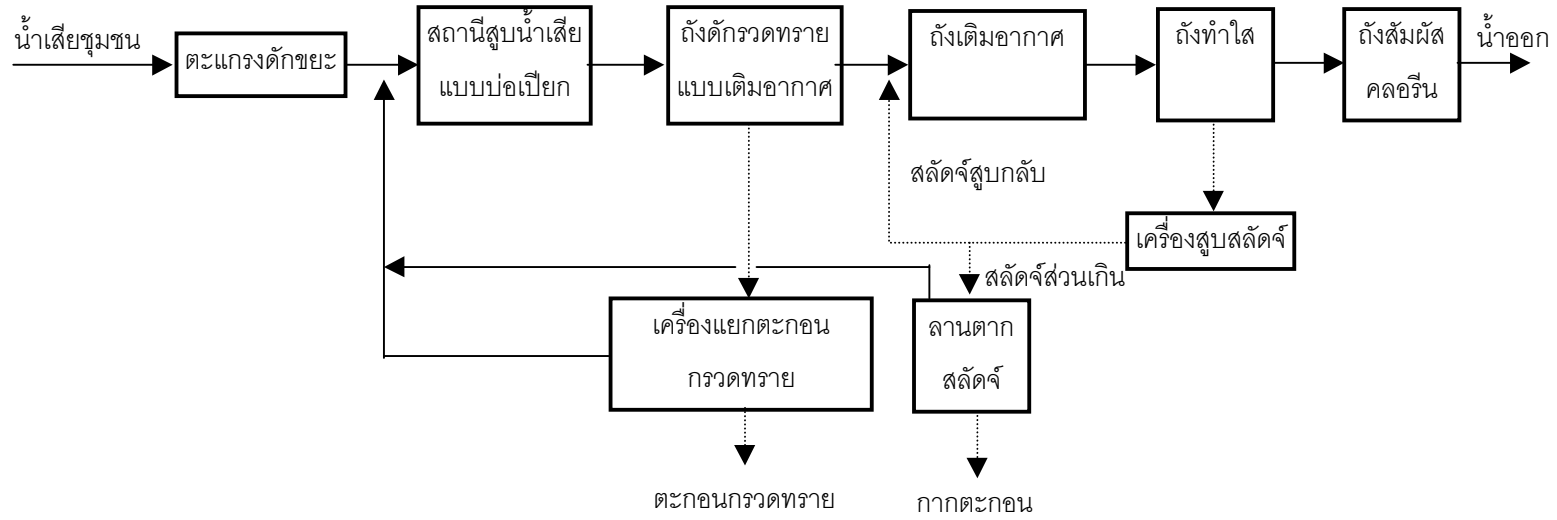 น้ำเสียชุมชน
ตะแกรงดักขยะ
สถานีสูบน้ำเสีย
แบบบ่อเปียก
ถังดักรวดทราย
แบบเติมอากาศ
ถังเติมอากาศ
ถังทำใส
ถังสัมผัส
คลอรีน
น้ำออก
สลัดจ์สูบกลับ
เครื่องสูบสลัดจ์
สลัดจ์ส่วนเกิน
เครื่องแยกตะกอน
กรวดทราย
ลานตาก
สลัดจ์
ตะกอนกรวดทราย
กากตะกอน